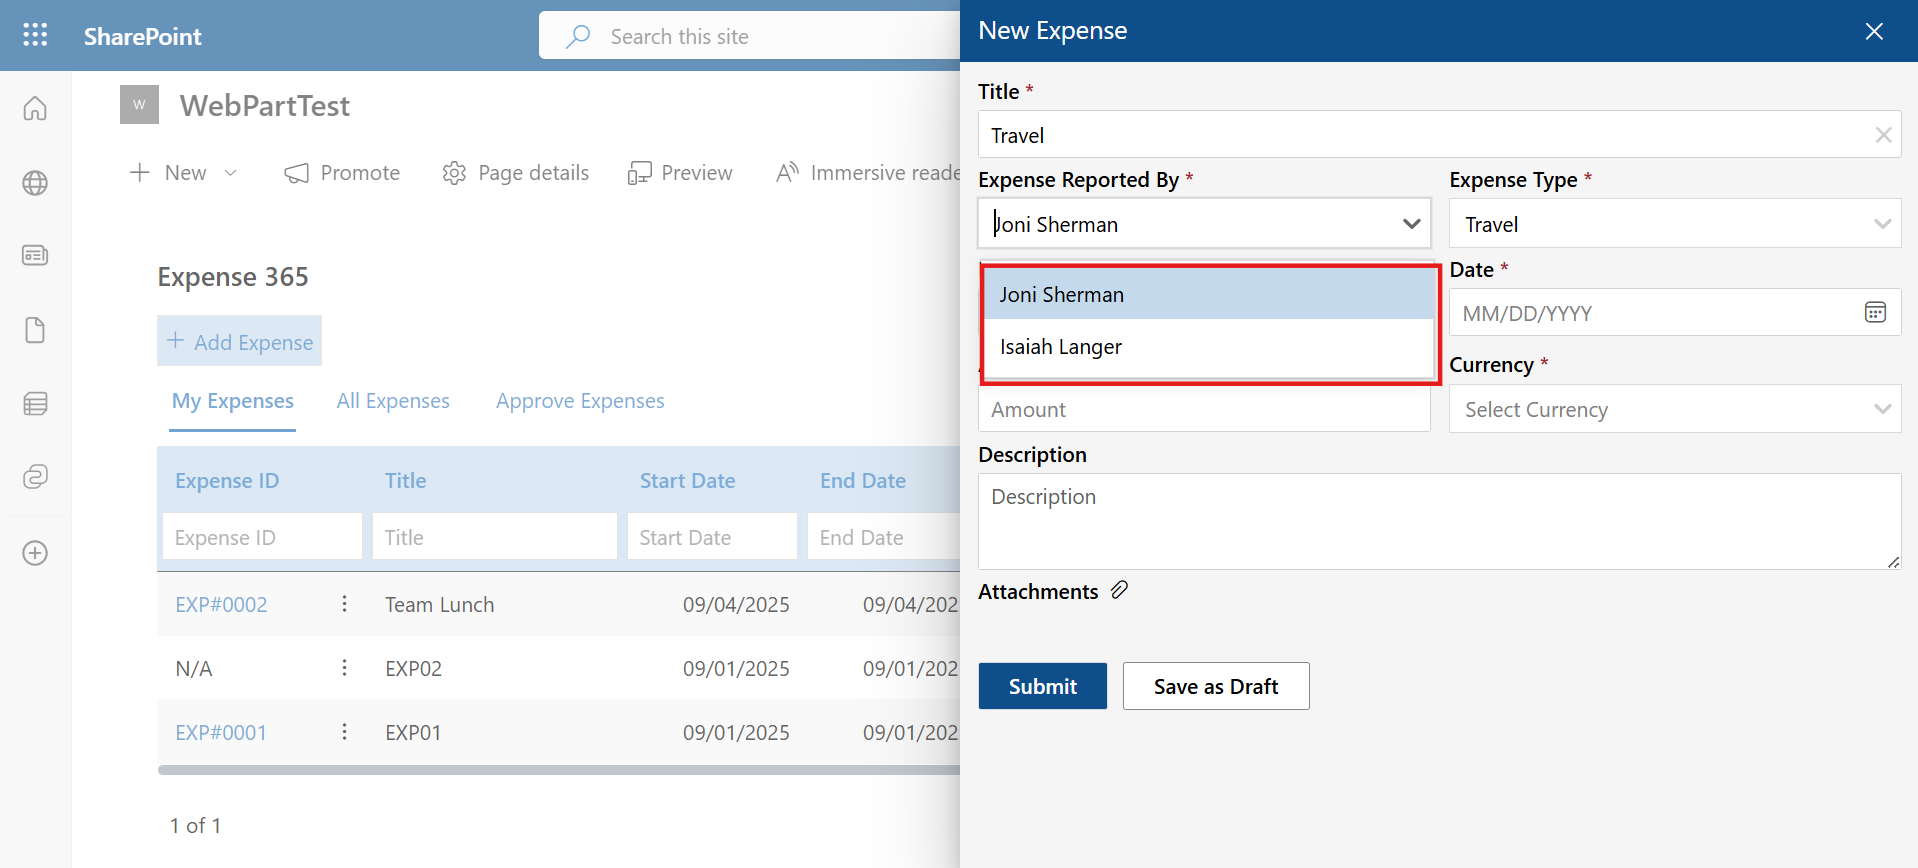 SharePoint
Search this site
W
WebPartTest
New
Promote
Page details
Preview
Immersive reade
Expense 365
Add Expense
My Expenses
All Expenses
Approve Expenses
Expense ID
Title
Start Date
End Date
Expense ID
Title
Start Date
End Date
EXP#0002
Team Lunch
09/04/2025
09/04/202
N/A
EXP02
09/01/2025
09/01/202
EXP#0001
EXP01
09/01/2025
09/01/202
1 of 1
New Expense
Title *
Travel
Expense Reported By *
Expense Type *
Joni Sherman
Travel
Joni Sherman
Isaiah Langer
Date *
MM/DD/YYYY
Currency *
Amount
Select Currency
Description
Description
Attachments
Submit
Save as Draft